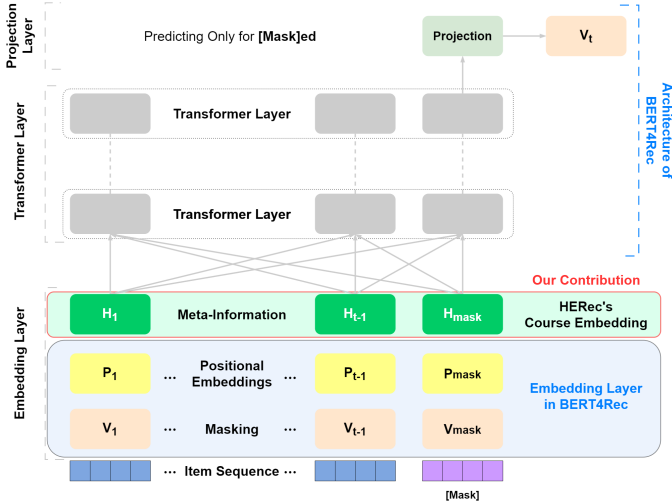 Projection
Layer
Predicting Only for [Mask]ed
Projection
Vt
Transformer Layer
Transformer Layer
Transformer Layer
Architecture of
BERT4Rec
Our Contribution
Embedding Layer
H1
Meta-Information
Ht-1
Hmask
HERec's
Course Embedding
P1
...
Positional
Embeddings
...
Pt-1
Pmask
Embedding Layer
in BERT4Rec
V1
...
Masking
...
Vt-1
Vmask
... Item Sequence ...
[Mask]